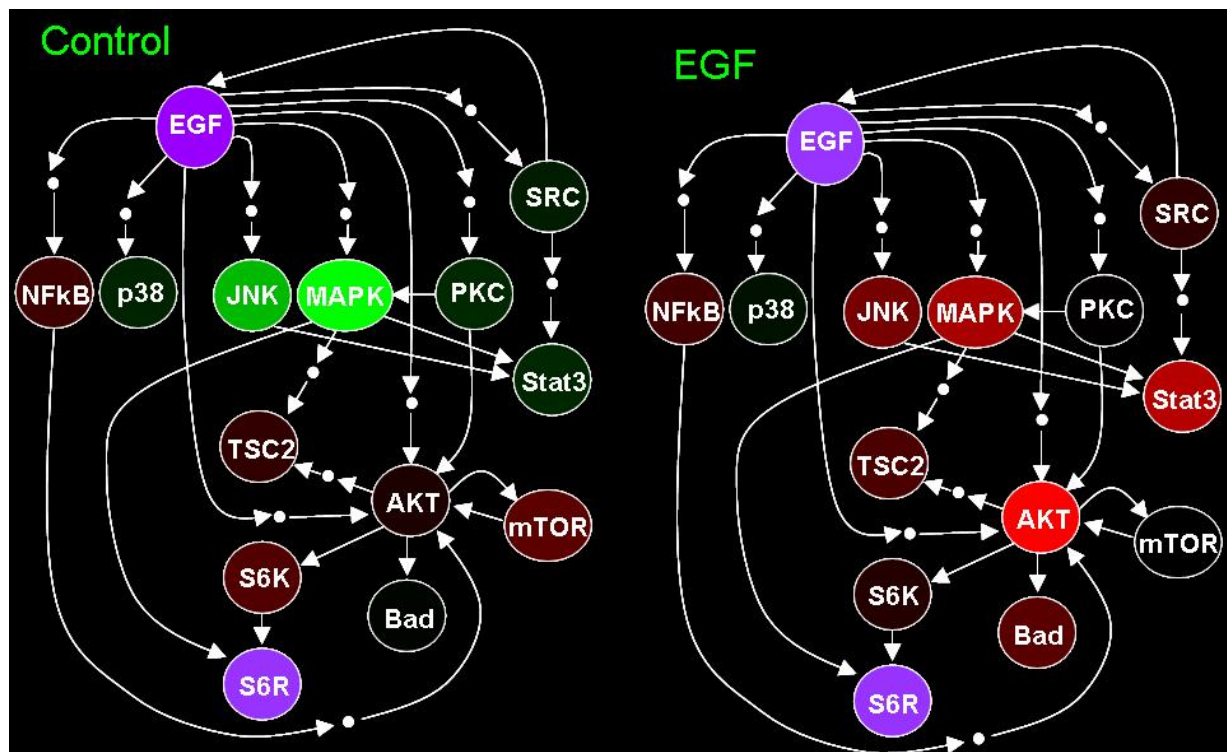 Control
EGF
SRC
NFkB
p38
JNK
MAPK
PKC
Stat3
TSC2
AKT
mTOR
S6K
Bad
S6R
EGF
EGF
SRC
NFkB
p38
JNK
MAPK
PKC
Stat3
TSC2
AKT
mTOR
S6K
Bad
S6R